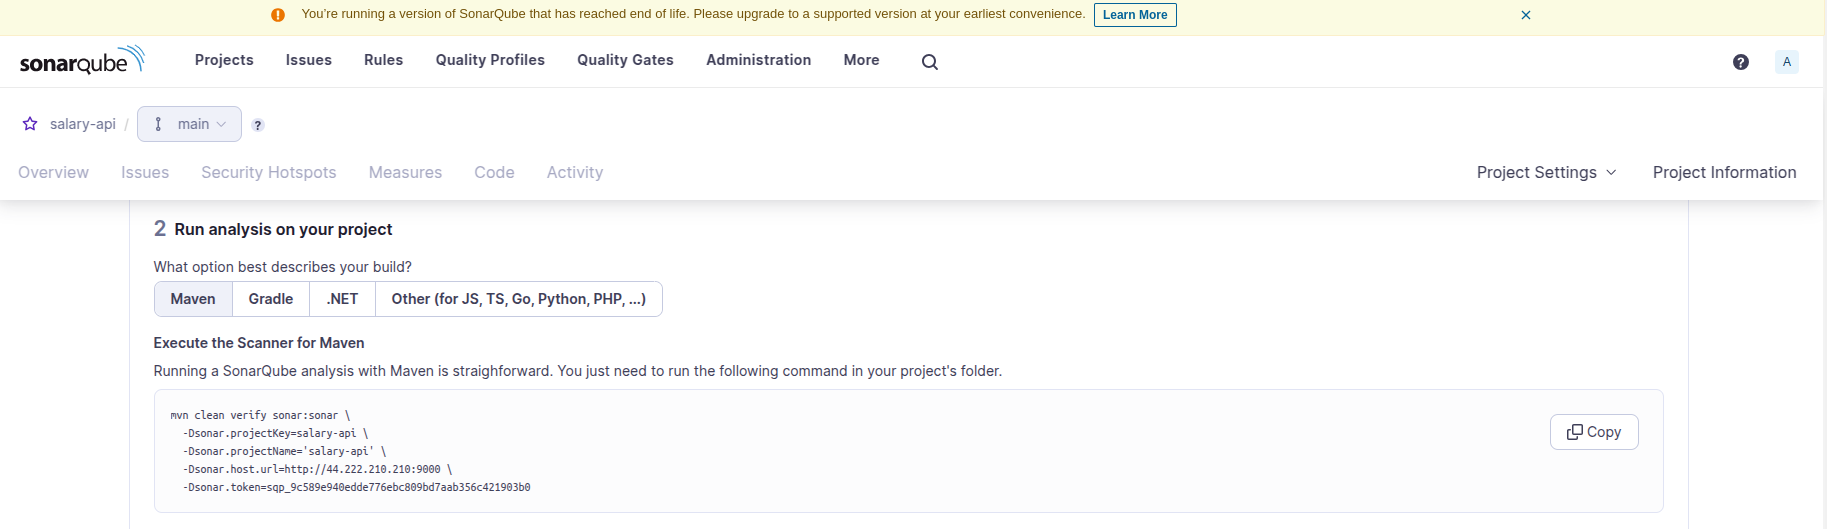 You're running a version of SonarQube that has reached end of life. Please upgrade to a supported version at your earliest convenience. Learn More
sonarqube Projects Issues Rules Quality Profiles Quality Gates Administration More ? A
salary-api / main ?
Overview Issues Security Hotspots Measures Code Activity Project Settings Project Information
2 Run analysis on your project
What option best describes your build?
Maven Gradle .NET Other (for JS, TS, Go, Python, PHP, ...)
Execute the Scanner for Maven
Running a SonarQube analysis with Maven is straighforward. You just need to run the following command in your project's folder.
mvn clean verify sonar:sonar \
-Dsonar.projectKey=salary-api \
Copy
-Dsonar.projectName='salary-api' \
-Dsonar.host.url=http://44.222.210.210:9000 \
-Dsonar.token=sqp_9c589e940edde776ebc809bd7aab356c421903b0